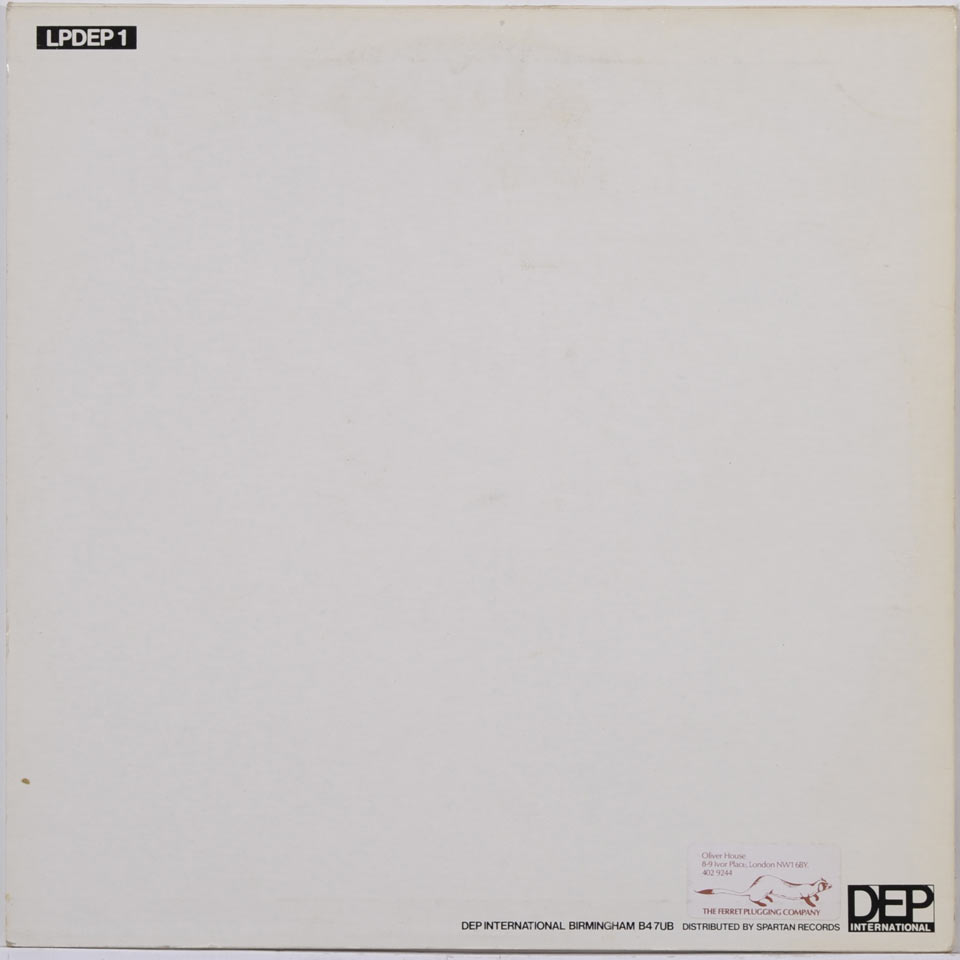 LPDEP 1
Oliver House
8-9 Ivor Place, London NW1 6BY.
402 9244
THE FERRET PLUGGING COMPANY
DEP
INTERNATIONAL
DEP INTERNATIONAL BIRMINGHAM B4 7UB DISTRIBUTED BY SPARTAN RECORDS